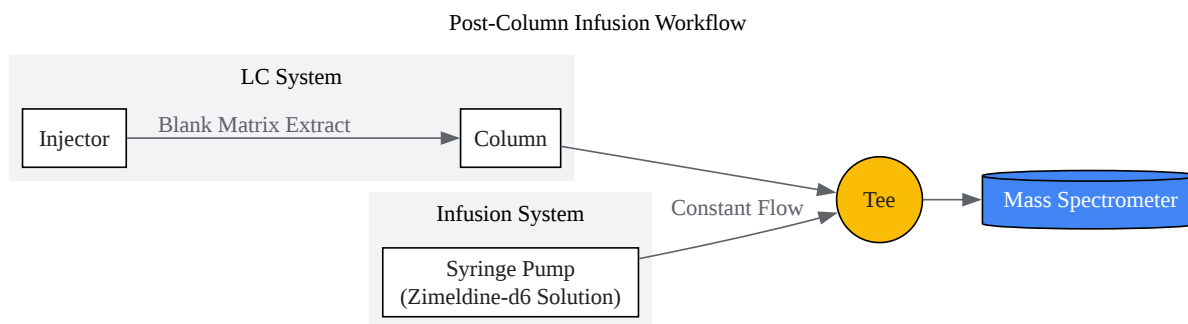 Post-Column Infusion Workflow
LC System
Injector
Blank Matrix Extract
Column
Infusion System
Syringe Pump
(Zimeldine-d6 Solution)
Constant Flow
Tee
Mass Spectrometer